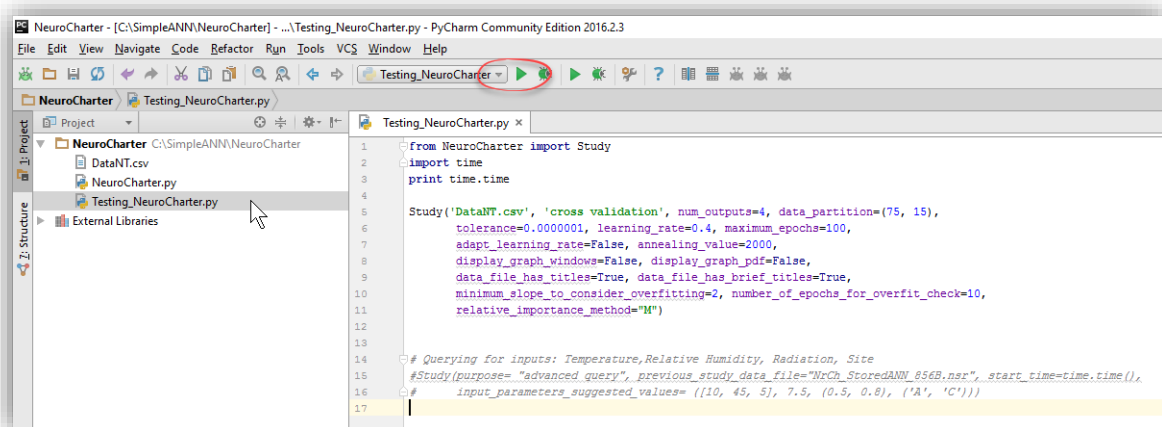 NeuroCharter - [C:\SimpleANN\NeuroCharter] - ...\Testing_NeuroCharter.py - PyCharm Community Edition 2016.2.3
File Edit View Navigate Code Refactor Run Tools VCS Window Help
Testing_NeuroCharter
NeuroCharter Testing_NeuroCharter.py
1: Project
Z: Structure
Project
NeuroCharter C:\SimpleANN\NeuroCharter
DataNT.csv
NeuroCharter.py
Testing_NeuroCharter.py
External Libraries
Testing_NeuroCharter.py ×
1 from NeuroCharter import Study
2 import time
3 print time.time
4
5 Study('DataNT.csv', 'cross validation', num_outputs=4, data_partition=(75, 15),
6 tolerance=0.0000001, learning_rate=0.4, maximum_epochs=100,
7 adapt_learning_rate=False, annealing_value=2000,
8 display_graph_windows=False, display_graph_pdf=False,
9 data_file_has_titles=True, data_file_has_brief_titles=True,
10 minimum_slope_to_consider_overfitting=2, number_of_epochs_for_overfit_check=10,
11 relative_importance_method="M")
12
13
14 # Querying for inputs: Temperature,Relative Humidity, Radiation, Site
15 #Study(purpose= "advanced query", previous_study_data_file="NrCh_StoredANN_856B.nsr", start_time=time.time(),
16 # input_parameters_suggested_values= ([10, 45, 5], 7.5, (0.5, 0.8), ('A', 'C')))
17